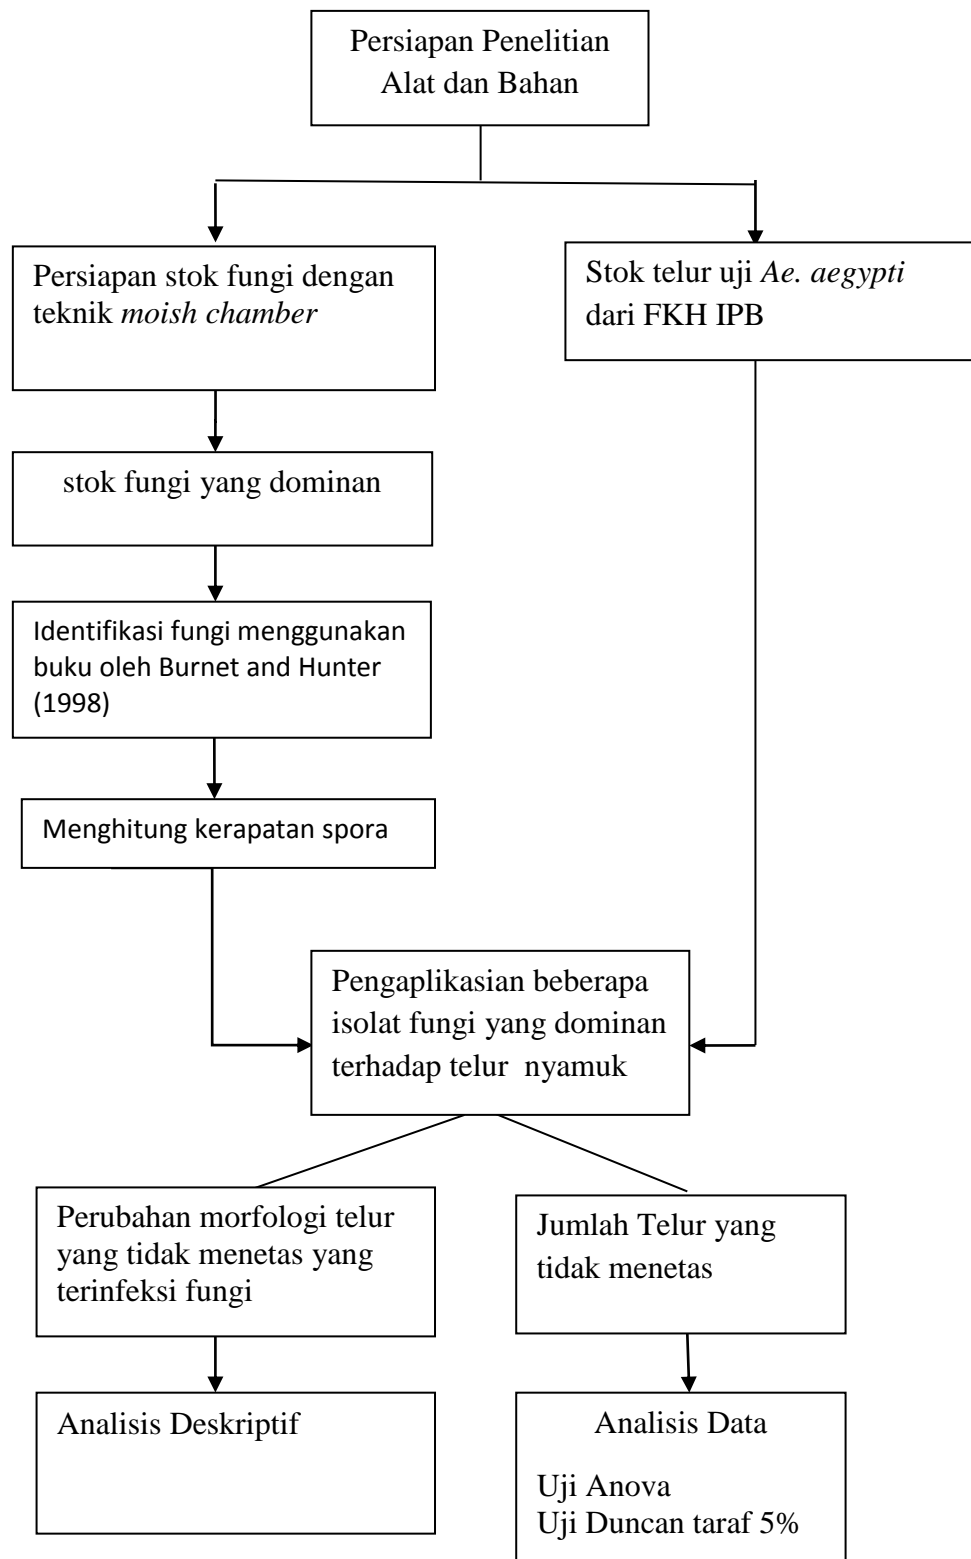 Persiapan Penelitian
Alat dan Bahan
Persiapan stok fungi dengan
teknik moish chamber
Stok telur uji Ae. aegypti
dari FKH IPB
stok fungi yang dominan
Identifikasi fungi menggunakan
buku oleh Burnet and Hunter
(1998)
Menghitung kerapatan spora
Pengaplikasian beberapa
isolat fungi yang dominan
terhadap telur nyamuk
Perubahan morfologi telur
yang tidak menetas yang
terinfeksi fungi
Jumlah Telur yang
tidak menetas
Analisis Deskriptif
Analisis Data
Uji Anova
Uji Duncan taraf 5%